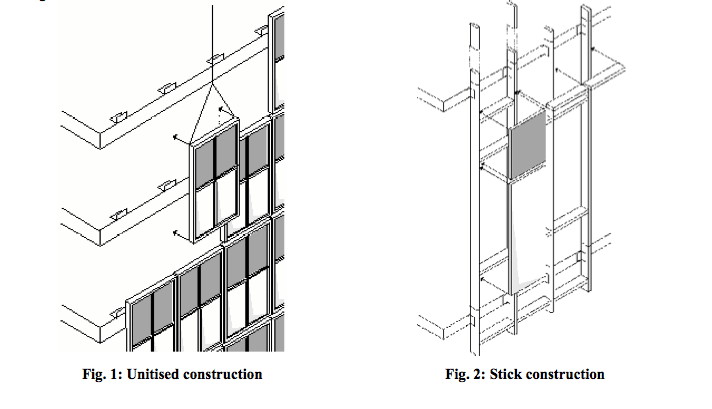 Fig. 1: Unitised construction
Fig. 2: Stick construction